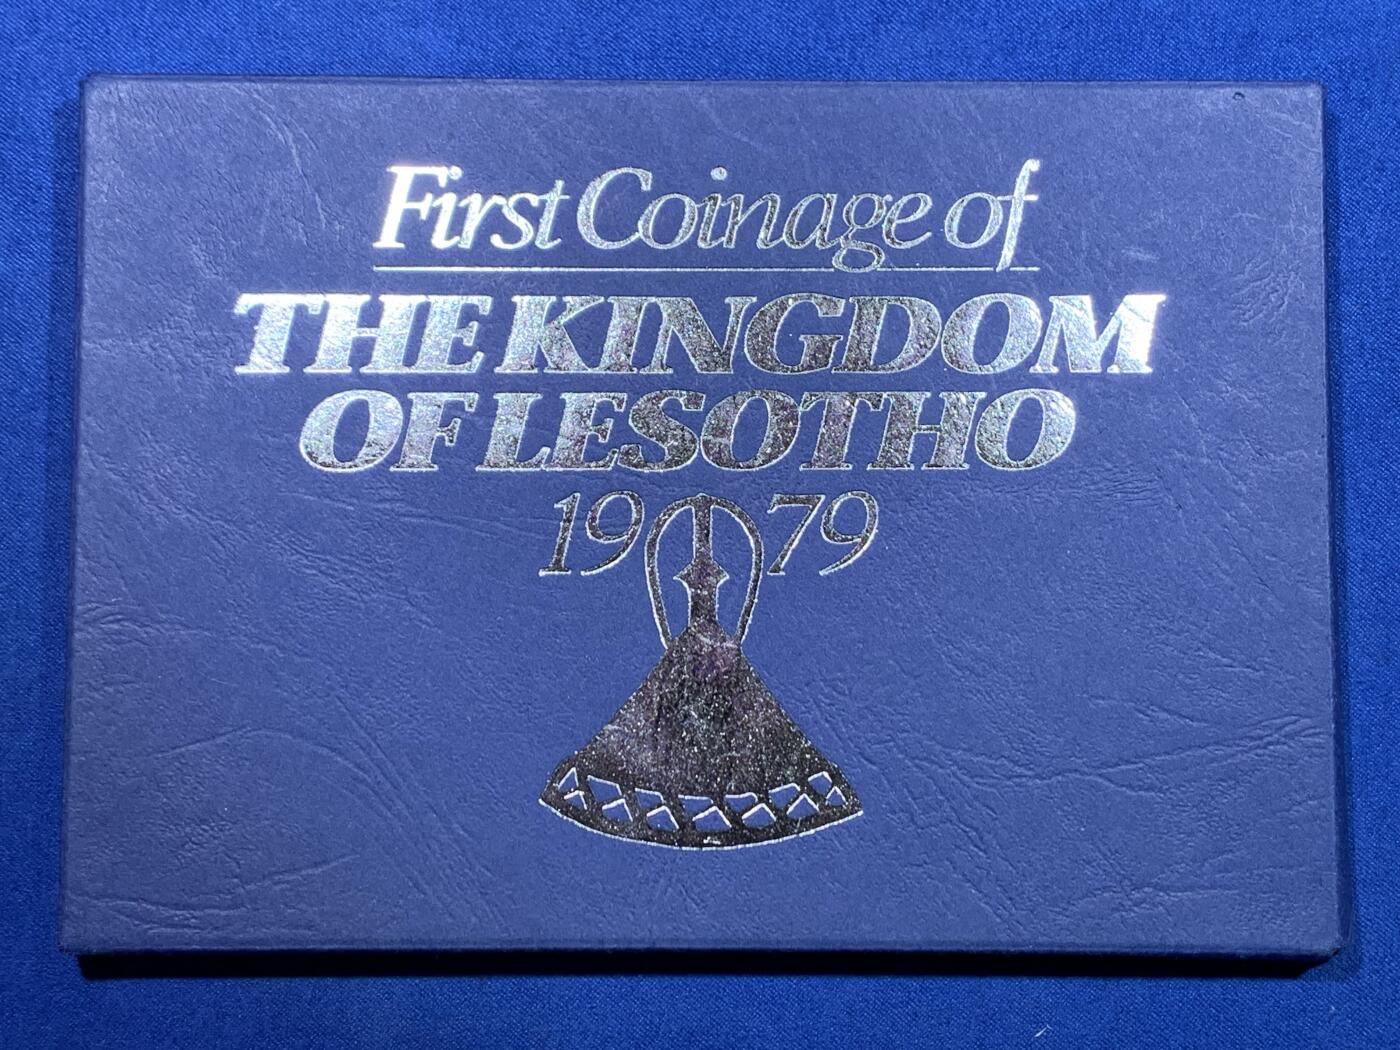 First Coinage of
THE KINGDOM
OF LESOTHO
1979